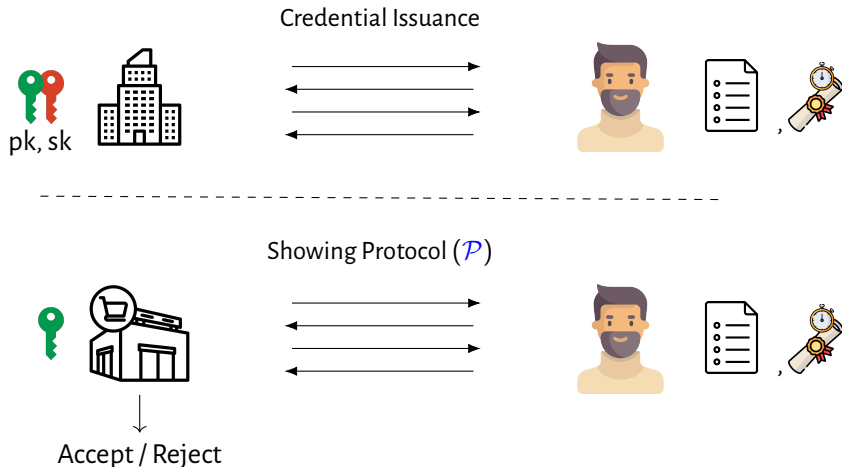 Credential Issuance
pk, sk
,
Showing Protocol (𝒫)
,
Accept / Reject